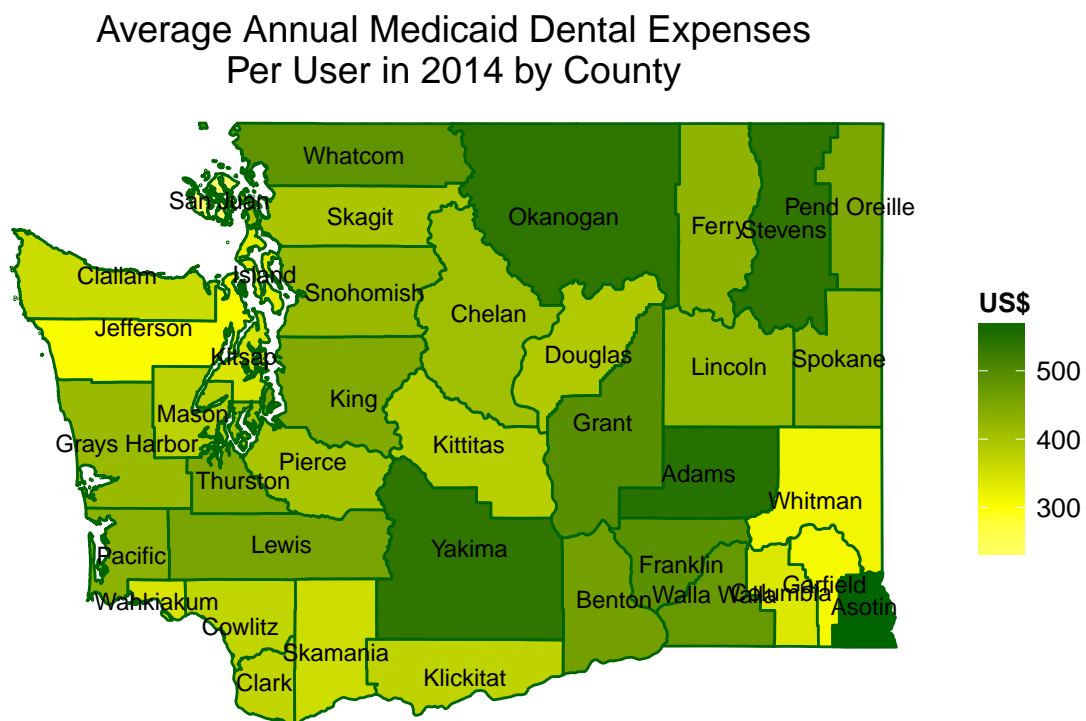 Average Annual Medicaid Dental Expenses
Per User in 2014 by County
Whatcom
San Juan
Skagit
Okanogan
Ferry
Stevens
Pend Oreille
Clallam
Island
Snohomish
Chelan
Jefferson
Kitsap
Douglas
Lincoln
Spokane
King
Mason
Grays Harbor
Grant
Kittitas
Pierce
Thurston
Adams
Whitman
Pacific
Lewis
Yakima
Franklin
Wahkiakum
Benton
Walla Walla
Columbia
Garfield
Asotin
Cowlitz
Skamania
Clark
Klickitat
US$
500
400
300